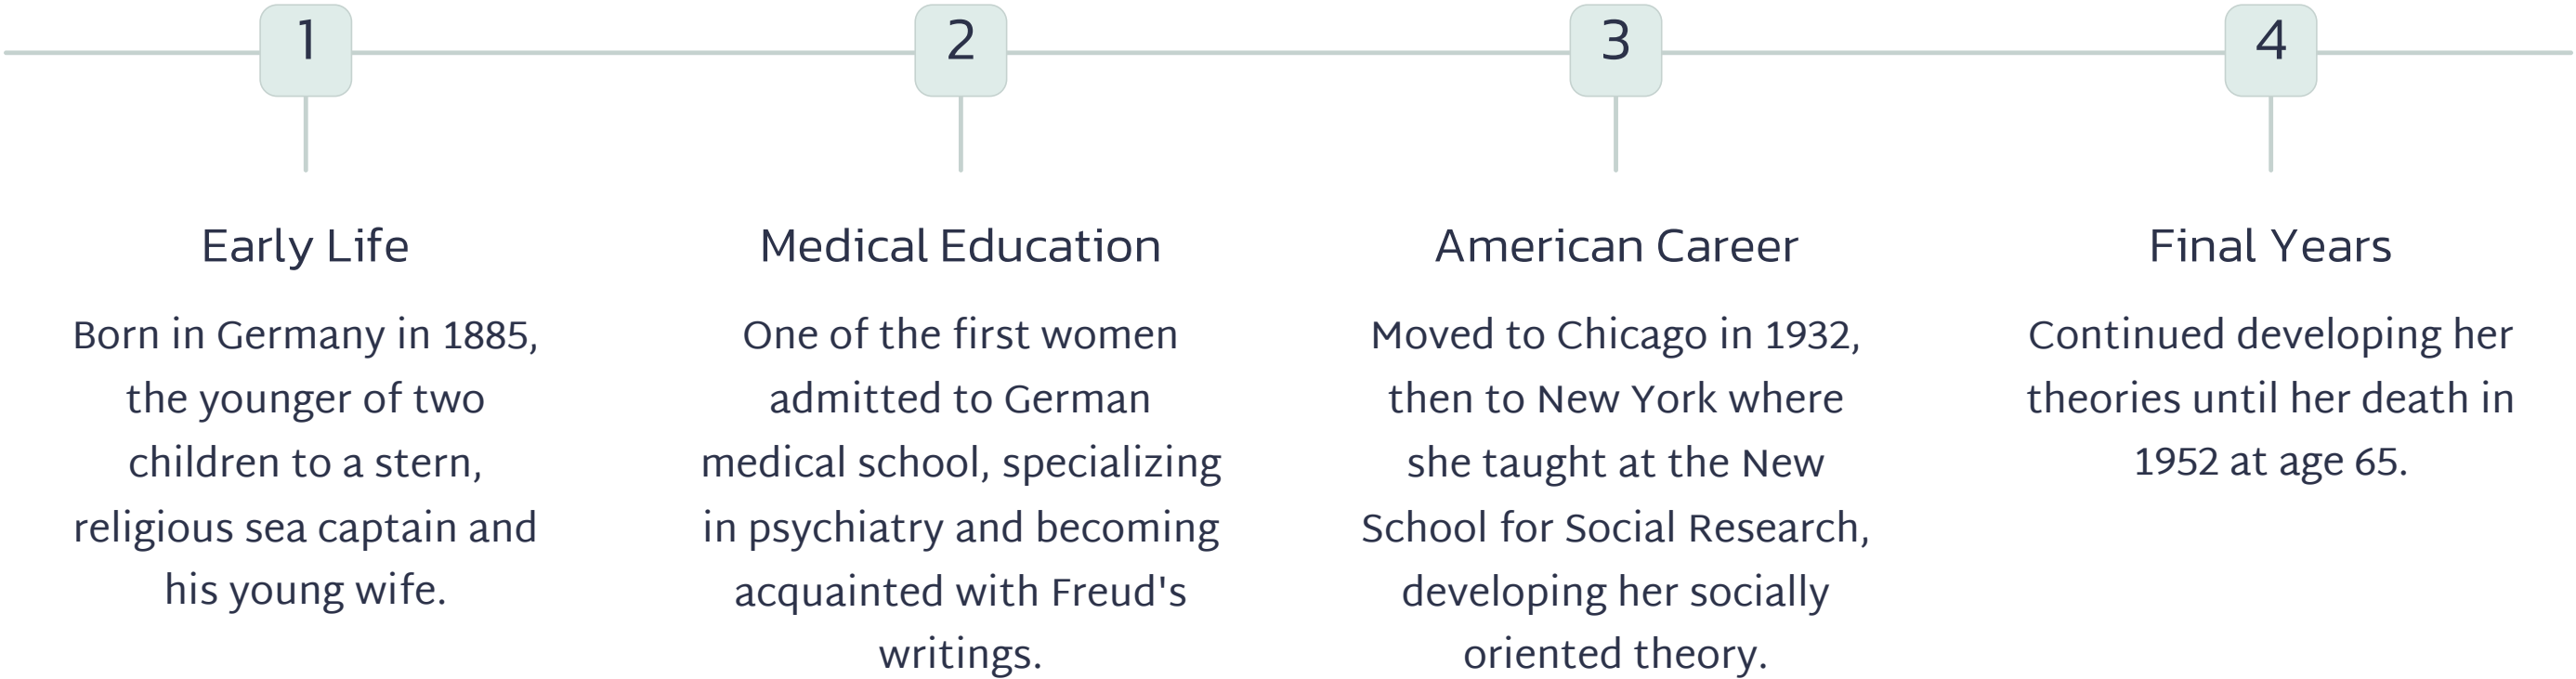 1
Early Life
Born in Germany in 1885,
the younger of two
children to a stern,
religious sea captain and
his young wife.
2
Medical Education
One of the first women
admitted to German
medical school, specializing
in psychiatry and becoming
acquainted with Freud's
writings.
3
American Career
Moved to Chicago in 1932,
then to New York where
she taught at the New
School for Social Research,
developing her socially
oriented theory.
4
Final Years
Continued developing her
theories until her death in
1952 at age 65.